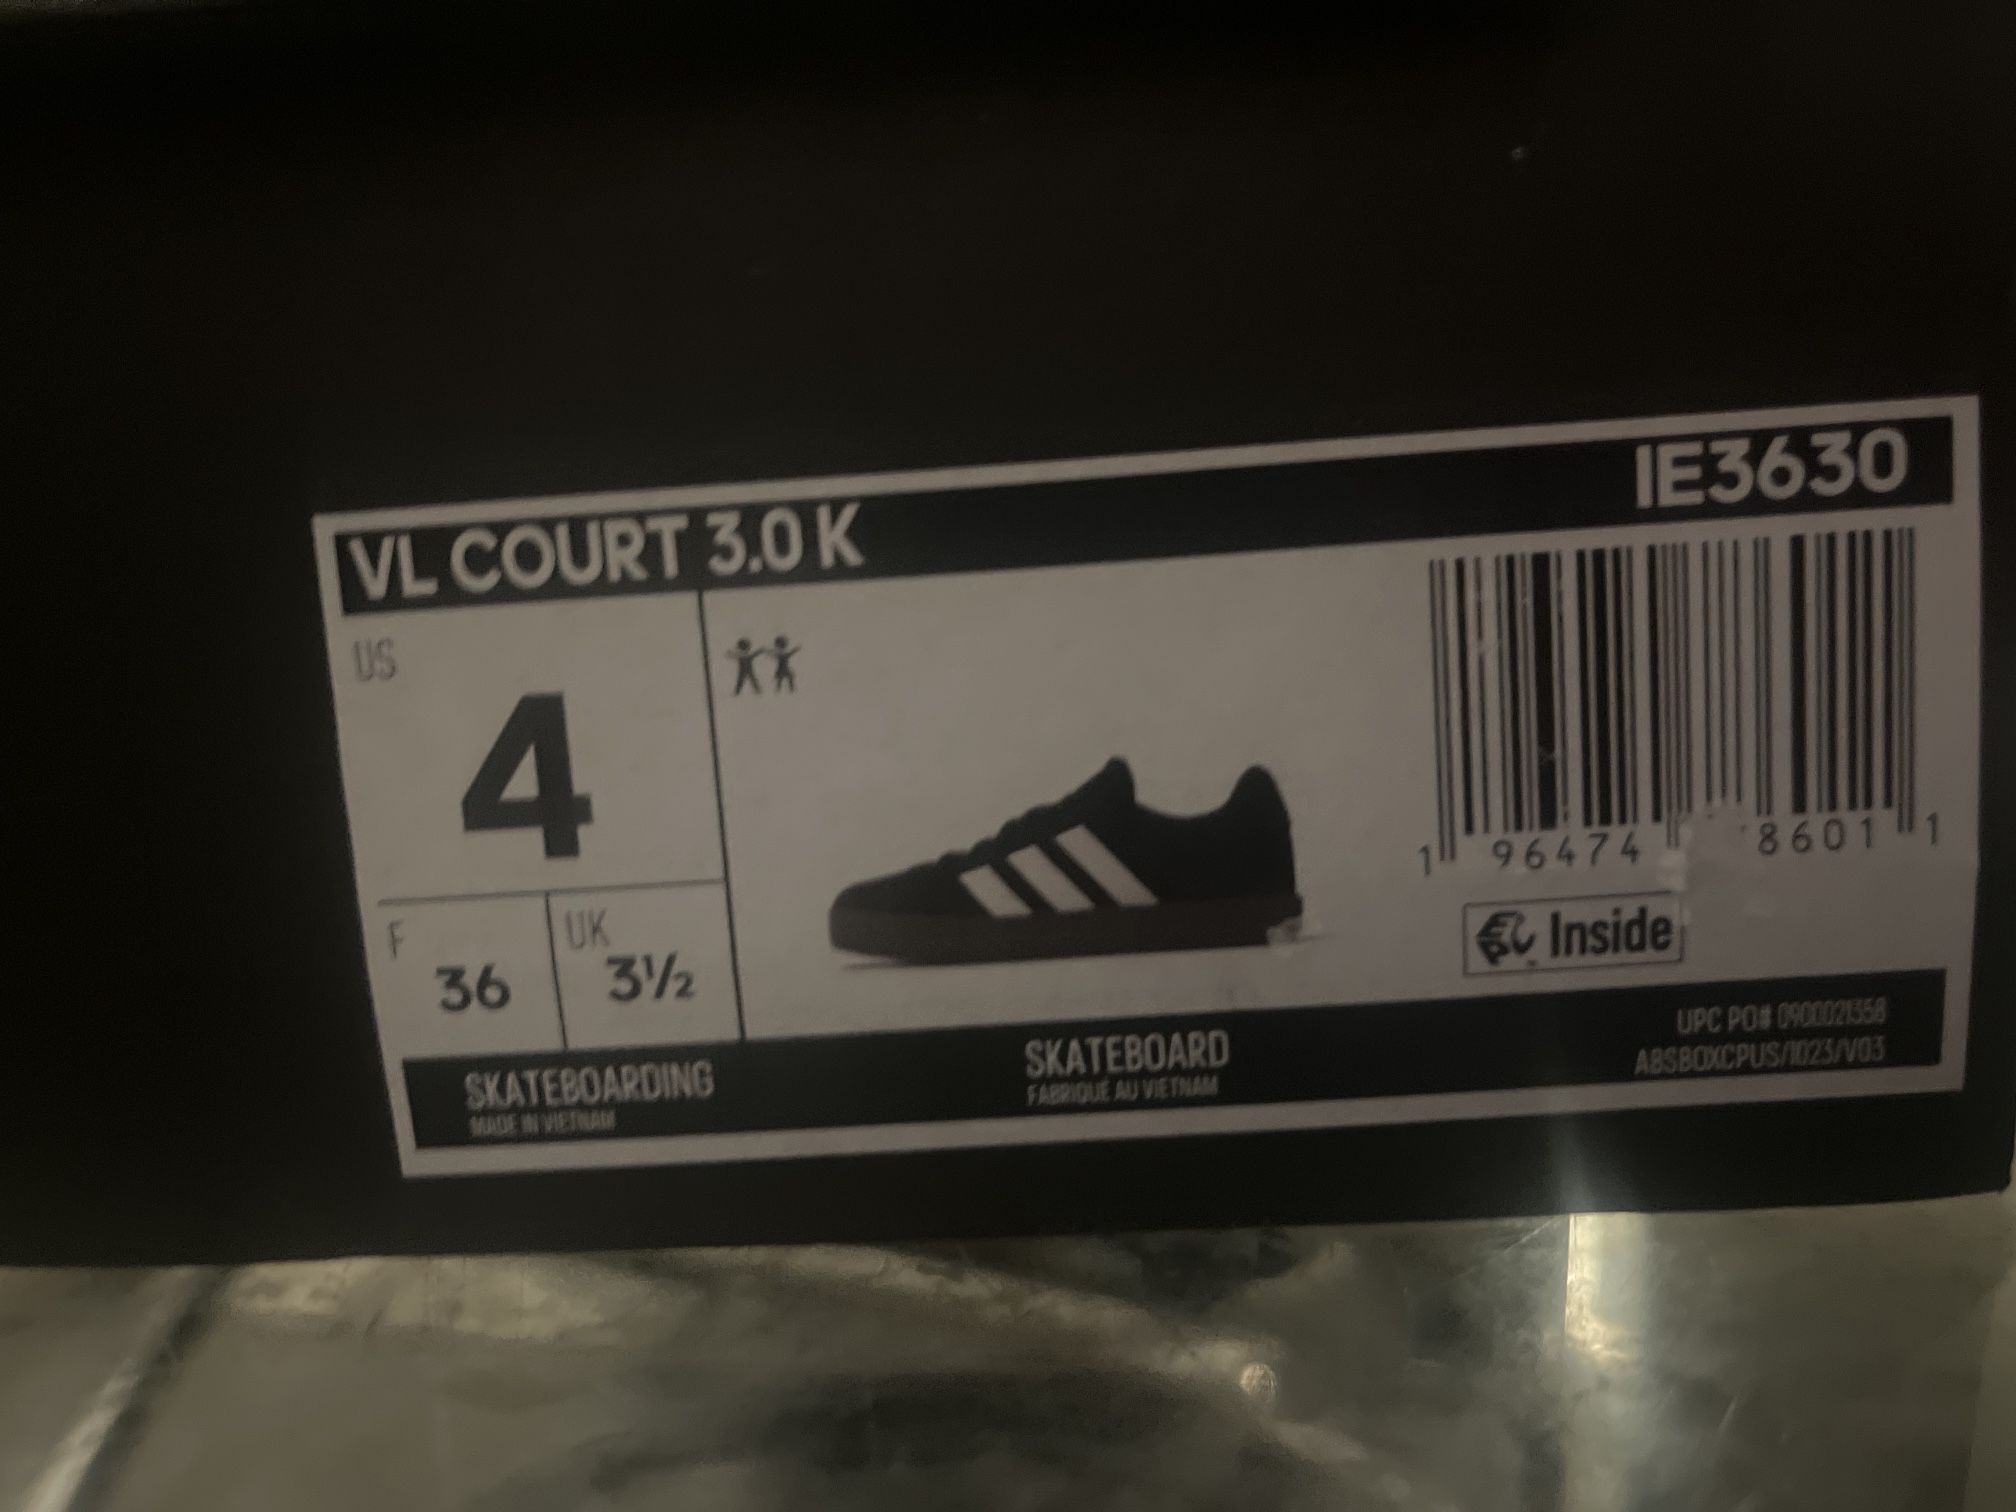 VL COURT 3.0 K
IE3630
US
4
F
36
UK
3½
1 96474 8601 1
Inside
SKATEBOARDING
MADE IN VIETNAM
SKATEBOARD
FABRIQUÉ AU VIETNAM
UPC PO# 0900021358
ABSBOXCPUS/1023/V03